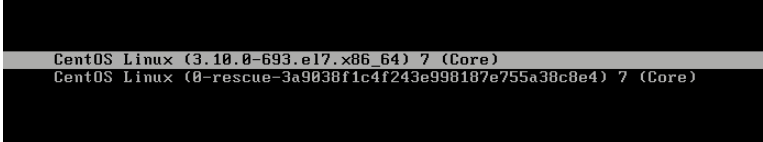 CentOS Linux (3.10.0-693.el7.x86_64) 7 (Core)
CentOS Linux (0-rescue-3a9038f1c4f243e998187e755a38c8e4) 7 (Core)